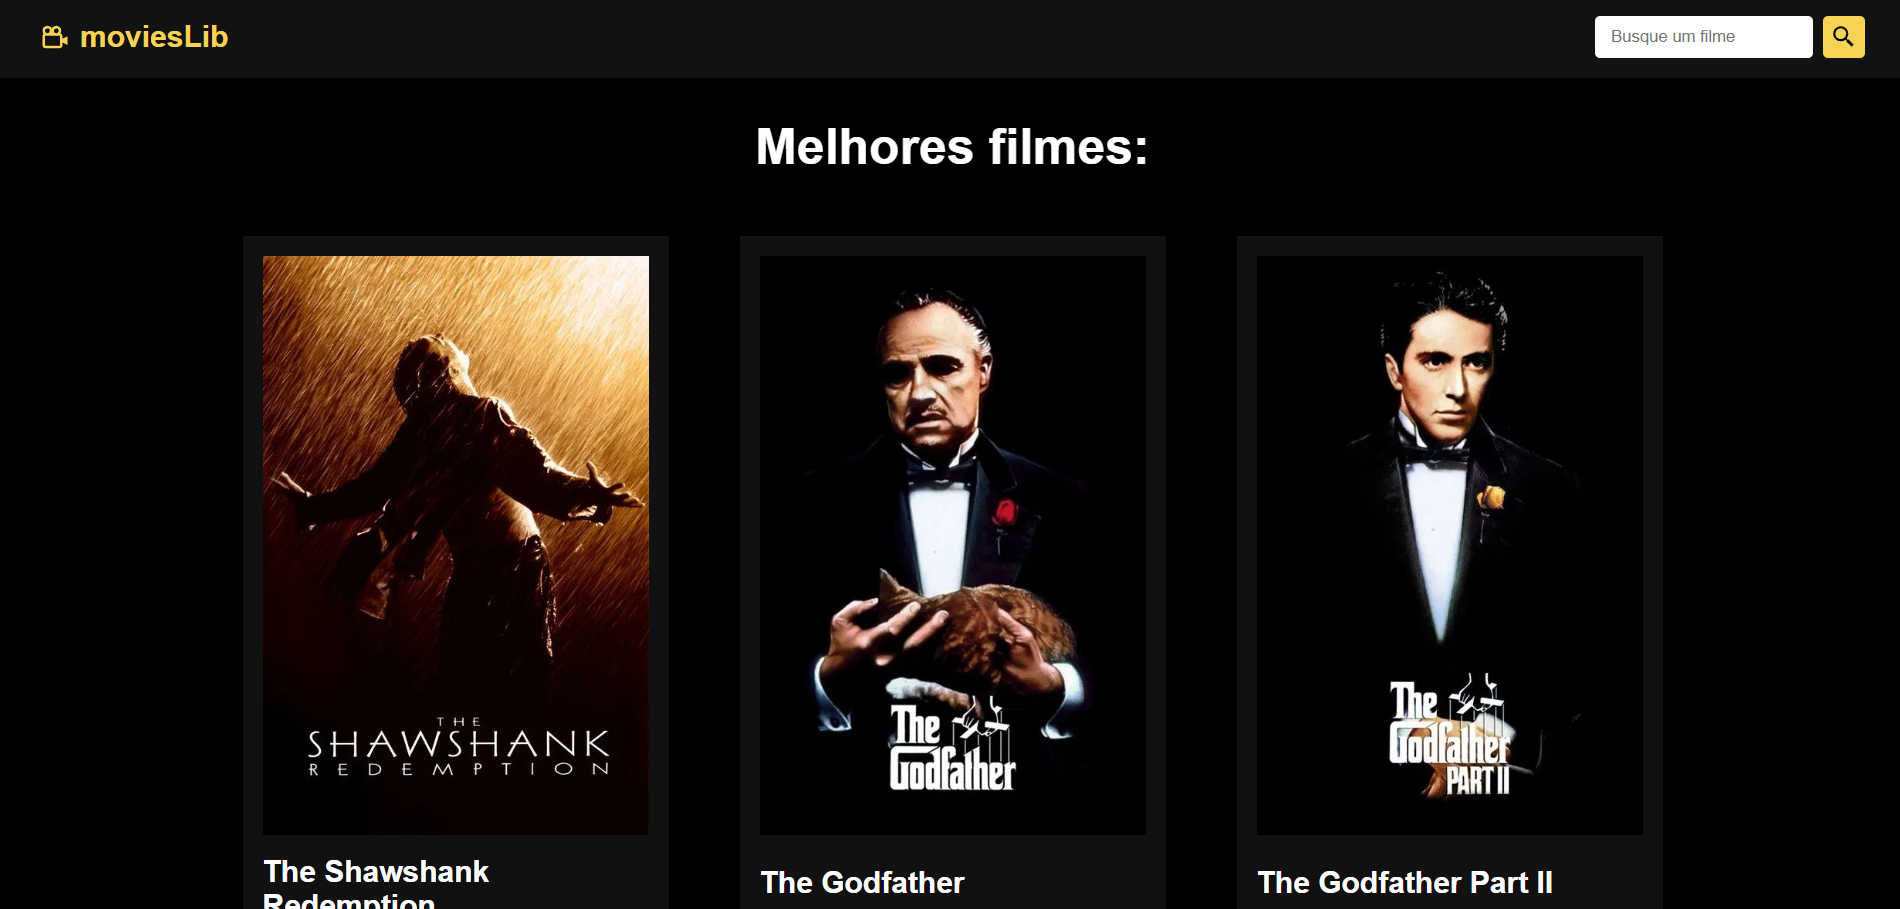 moviesLib
Busque um filme
Melhores filmes:
THE
SHAWSHANK
REDEMPTION
The
Godfather
The
Godfather
PART II
The Shawshank
Redemption
The Godfather
The Godfather Part II